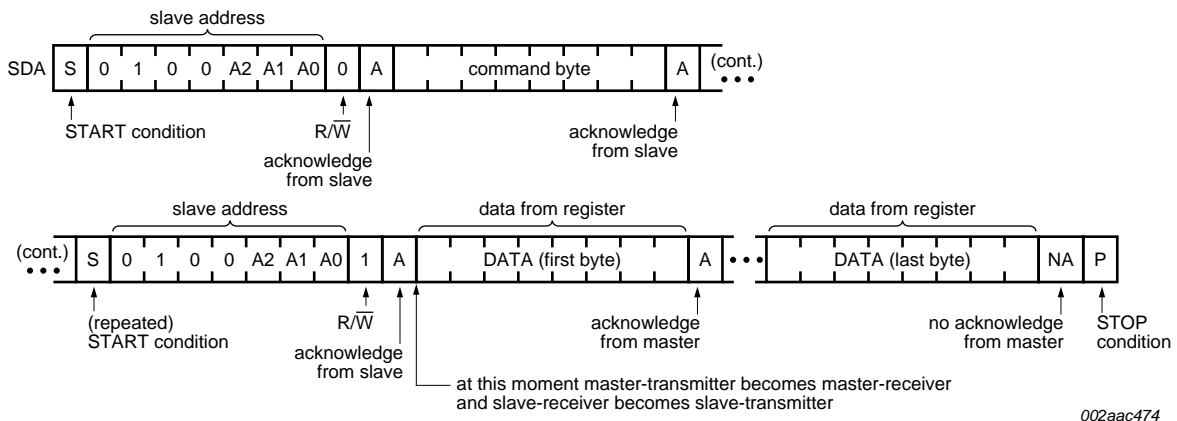 slave address
SDA S 0 1 0 0 A2 A1 A0 0 A command byte A (cont.)
START condition R/W̅ acknowledge from slave acknowledge from slave
slave address data from register data from register
(cont.) S 0 1 0 0 A2 A1 A0 1 A DATA (first byte) A DATA (last byte) NA P
(repeated) START condition R/W̅ acknowledge from slave acknowledge from master no acknowledge from master STOP condition
at this moment master-transmitter becomes master-receiver
and slave-receiver becomes slave-transmitter
002aac474